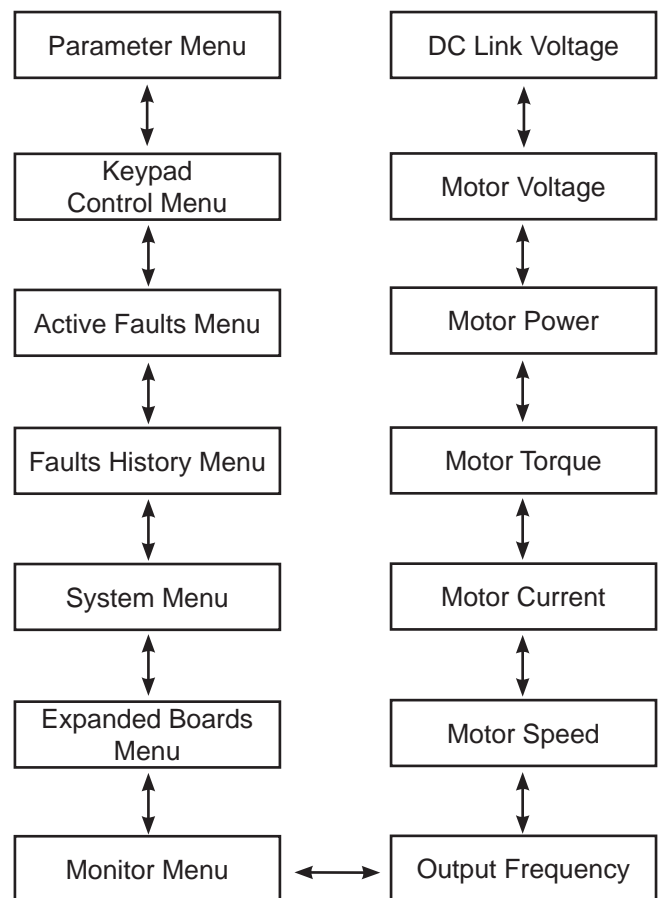 Parameter Menu
Keypad
Control Menu
Active Faults Menu
Faults History Menu
System Menu
Expanded Boards
Menu
Monitor Menu
DC Link Voltage
Motor Voltage
Motor Power
Motor Torque
Motor Current
Motor Speed
Output Frequency